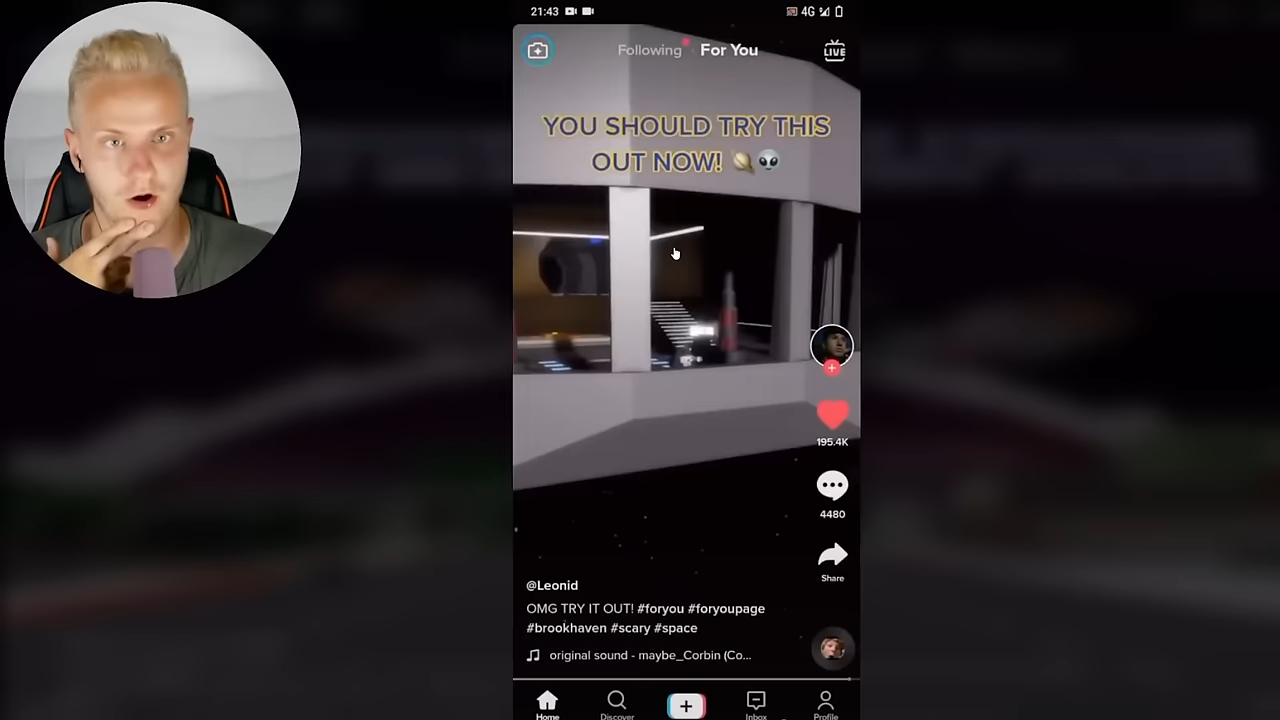 21:43
4G
Following
For You
LIVE
YOU SHOULD TRY THIS
OUT NOW! 🪐👽
195.4K
4480
Share
@Leonid
OMG TRY IT OUT! #foryou #foryoupage
#brookhaven #scary #space
original sound - maybe_Corbin (Co...
Home
Discover
Inbox
Profile